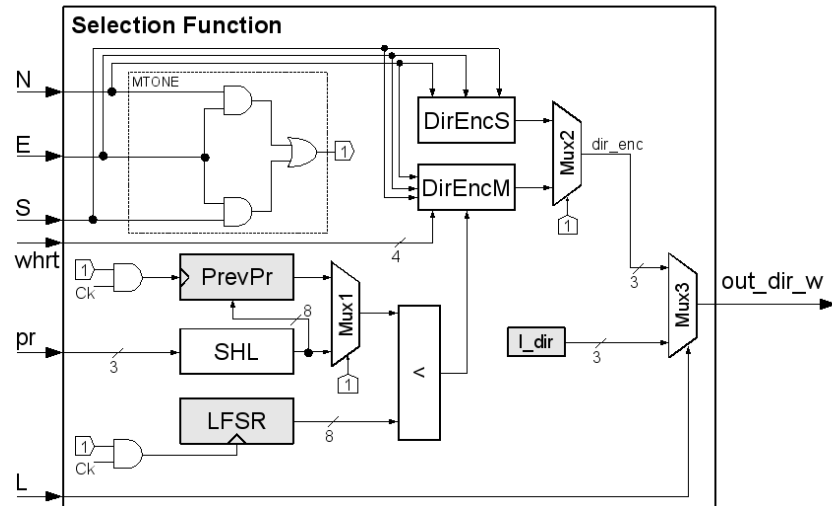 Selection Function
N
MTONE
DirEncS
Mux2
E
1
dir_enc
DirEncM
S
1
whrt
4
1
Ck
PrevPr
Mux1
8
3
Mux3
out_dir_w
pr
3
SHL
<
I_dir
3
1
LFSR
8
1
Ck
L